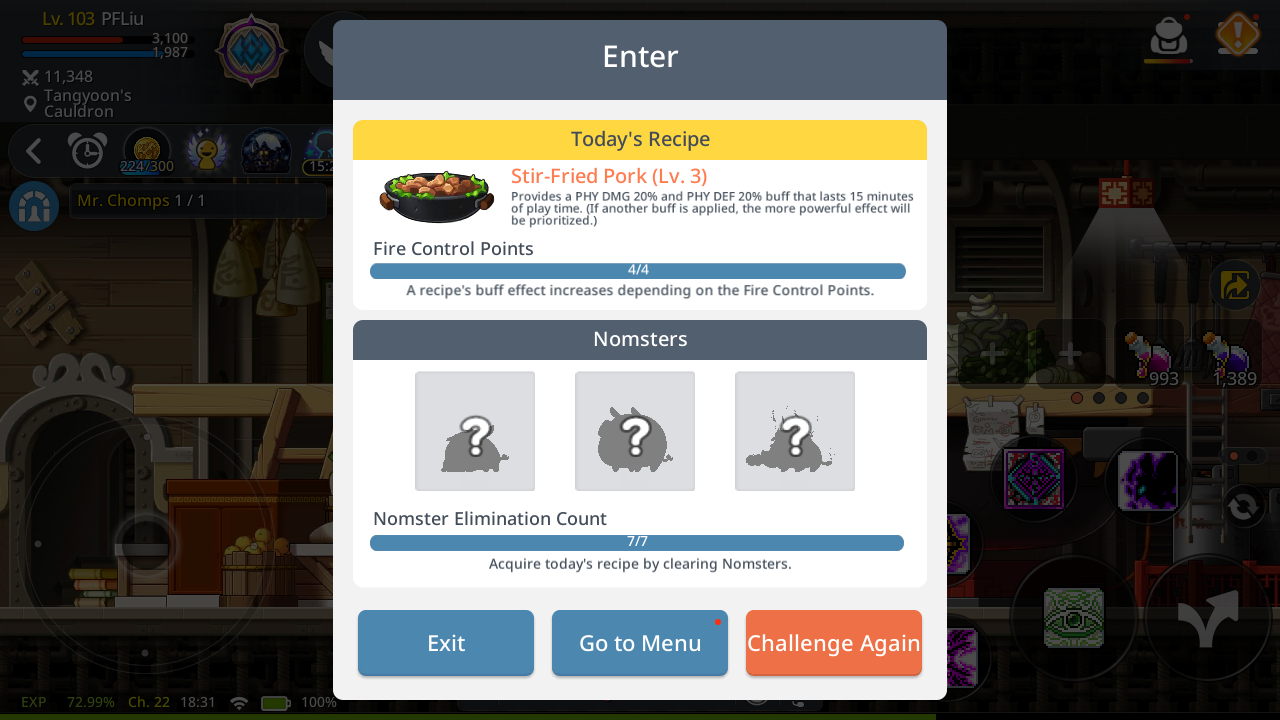 Lv. 103 PFLiu
3,100
1,987
11,348
Tangyoon's
Cauldron
224/300
15:2
Mr. Chomps 1 / 1
Enter
Today's Recipe
Stir-Fried Pork (Lv. 3)
Provides a PHY DMG 20% and PHY DEF 20% buff that lasts 15 minutes
of play time. (If another buff is applied, the more powerful effect will
be prioritized.)
Fire Control Points
4/4
A recipe's buff effect increases depending on the Fire Control Points.
Nomsters
? ? ?
Nomster Elimination Count
7/7
Acquire today's recipe by clearing Nomsters.
Exit Go to Menu Challenge Again
993 1,389
EXP 72.99% Ch. 22 18:31 100%